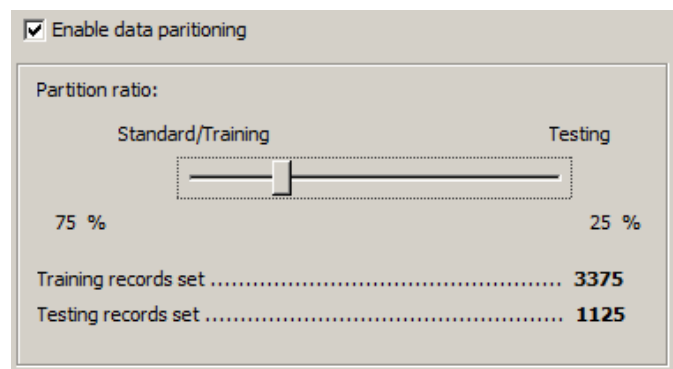 Enable data paritioning
Partition ratio:
Standard/Training Testing
75 % 25 %
Training records set .................................................. 3375
Testing records set ................................................... 1125